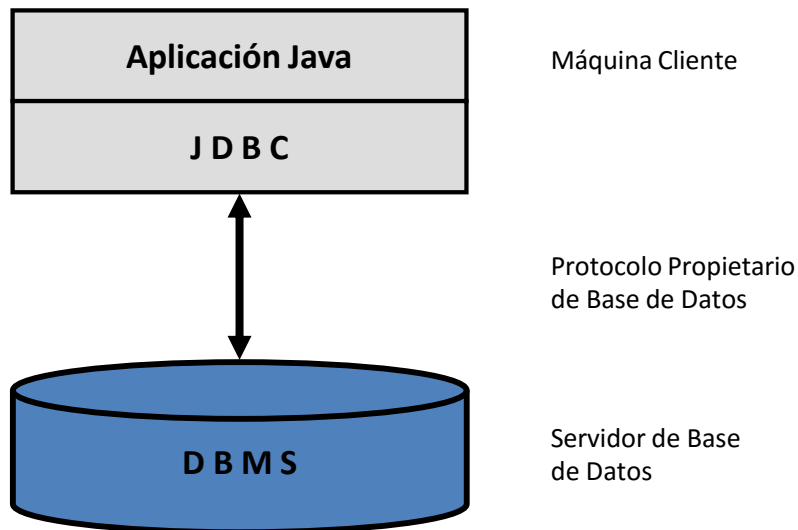 Aplicación Java
Máquina Cliente
J D B C
Protocolo Propietario
de Base de Datos
D B M S
Servidor de Base
de Datos